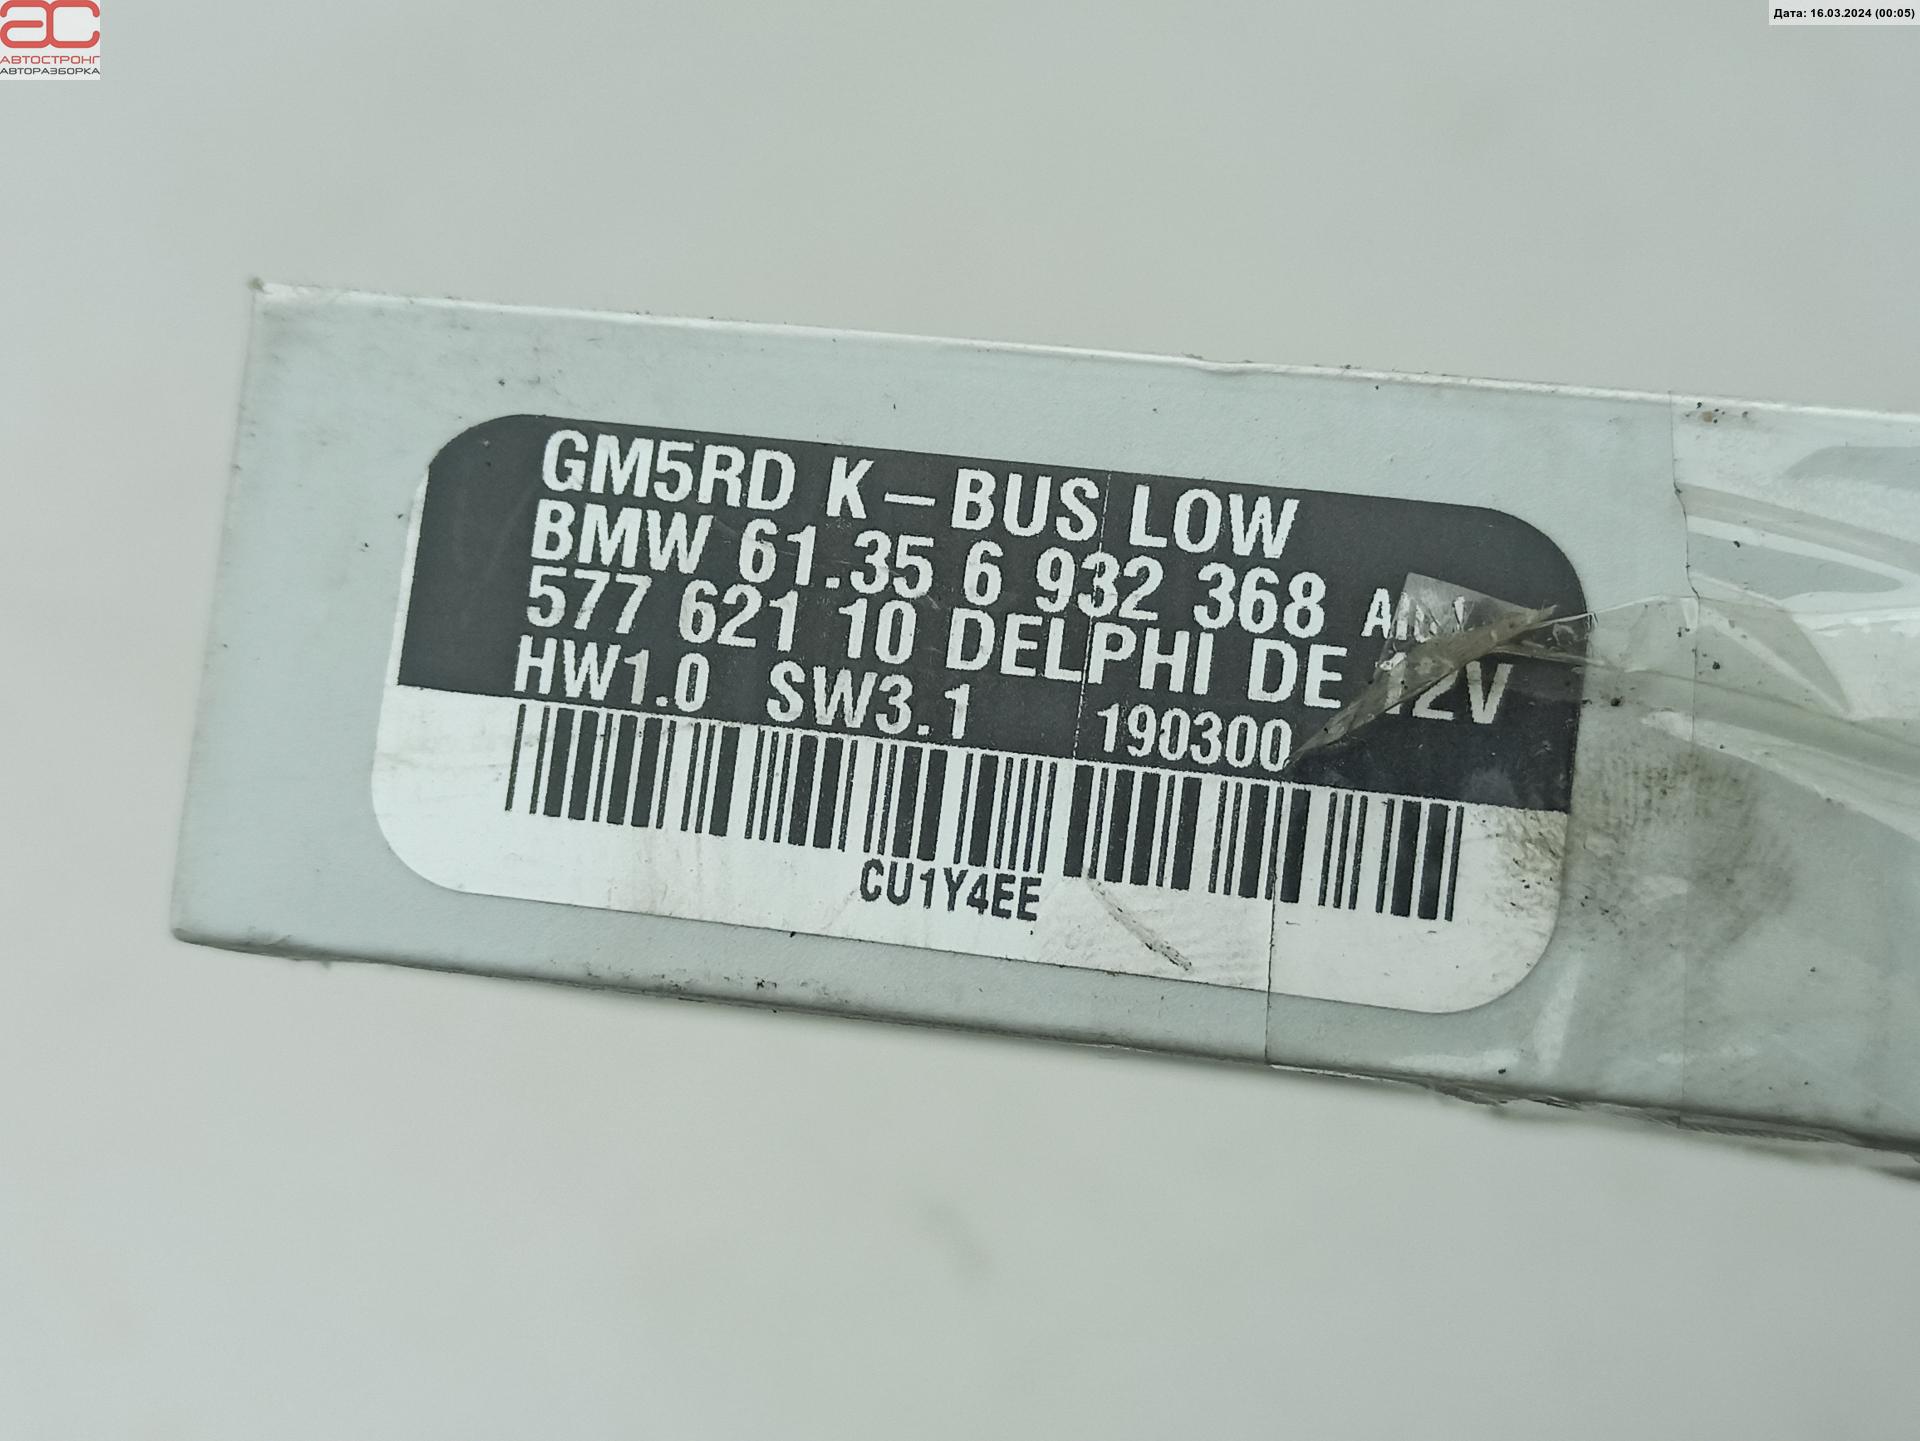 ac
АВТОСТРОНГ
АВТОРАЗБОРКА
Дата: 16.03.2024 (00:05)
GM5RD K-BUS LOW
BMW 61.35 6 932 368
577 621 10 DELPHI DE 12V
HW1.0 SW3.1 190300
CU1Y4EE